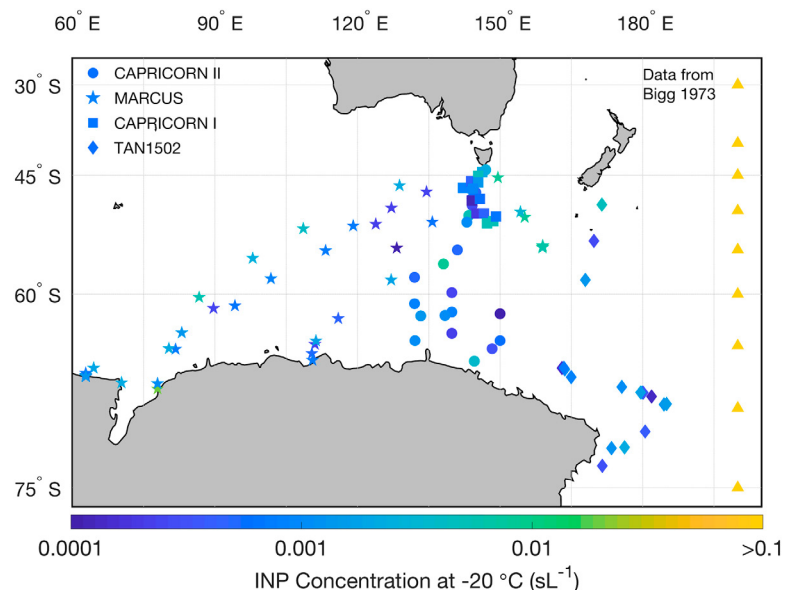 60° E 90° E 120° E 150° E 180° E
CAPRICORN II
MARCUS
CAPRICORN I
TAN1502
Data from
Bigg 1973
30° S
45° S
60° S
75° S
0.0001 0.001 0.01 >0.1
INP Concentration at -20 °C (sL⁻¹)